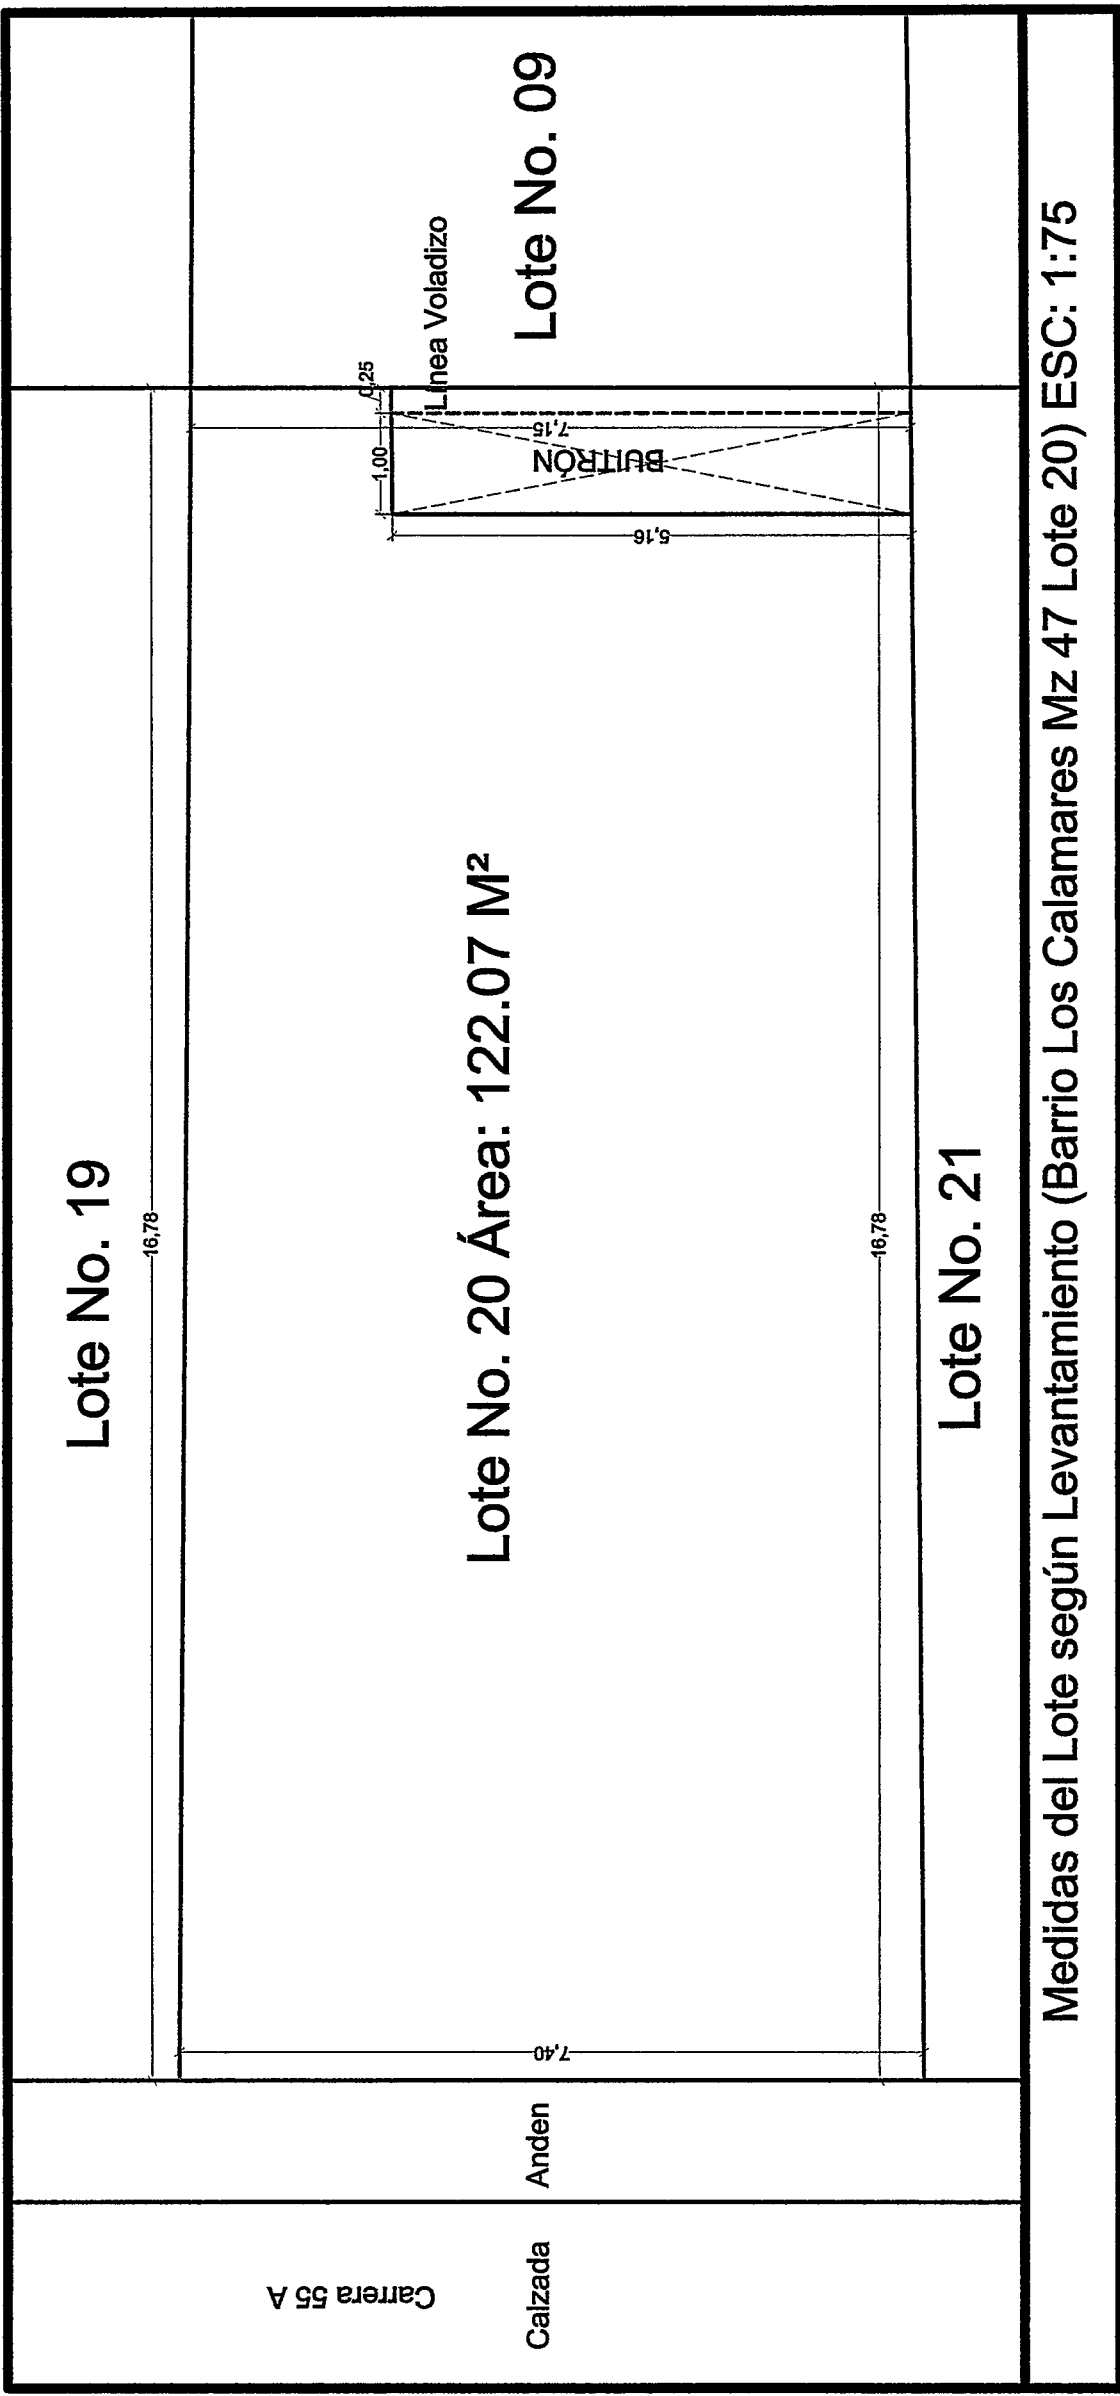 Lote No. 19
16,78
Lote No. 20 Área: 122.07 M²
Lote No. 09
Línea Voladizo
0,25
1,00
7,15
BUITRÓN
5,16
7,40
16,78
Lote No. 21
Anden
Calzada
Carrera 55 A
Medidas del Lote según Levantamiento (Barrio Los Calamares Mz 47 Lote 20) ESC: 1:75